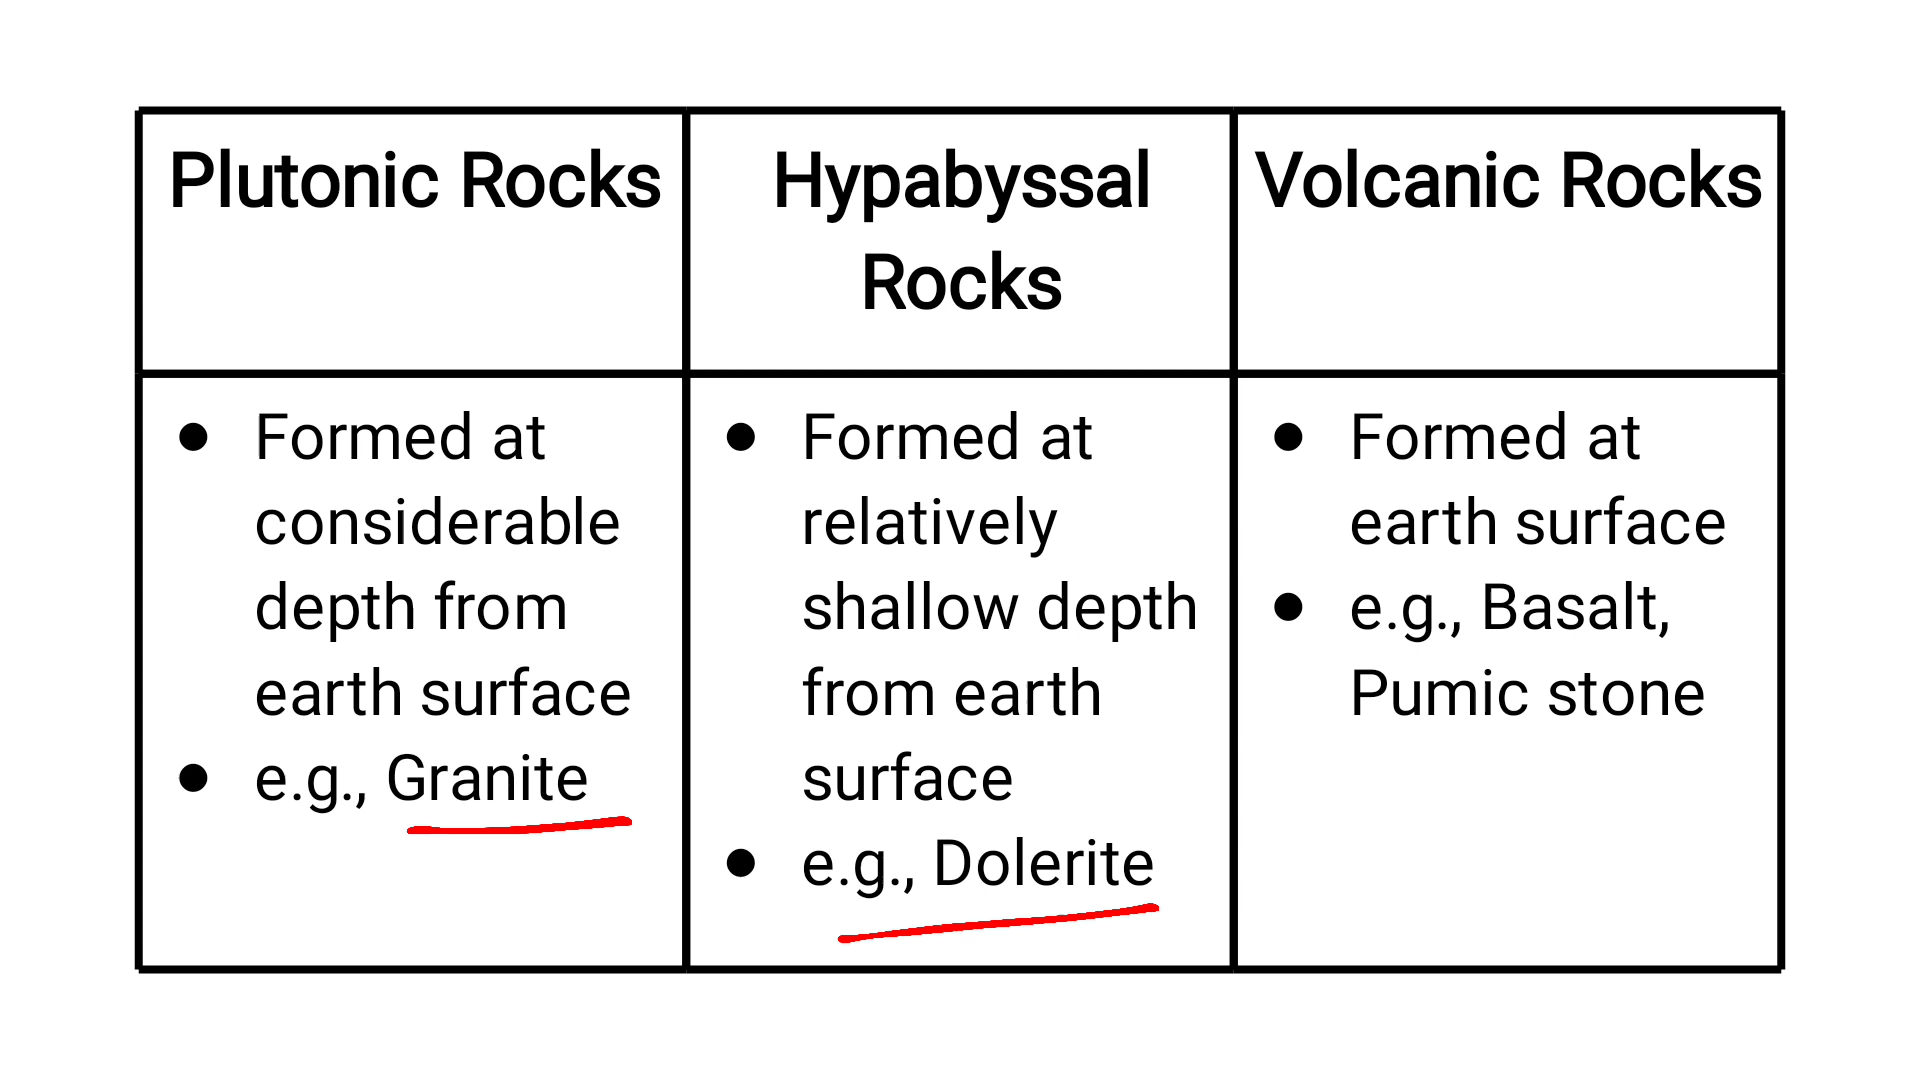 Plutonic Rocks
Hypabyssal
Rocks
Volcanic Rocks
● Formed at
considerable
depth from
earth surface
● e.g., Granite
● Formed at
relatively
shallow depth
from earth
surface
● e.g., Dolerite
● Formed at
earth surface
● e.g., Basalt,
Pumic stone